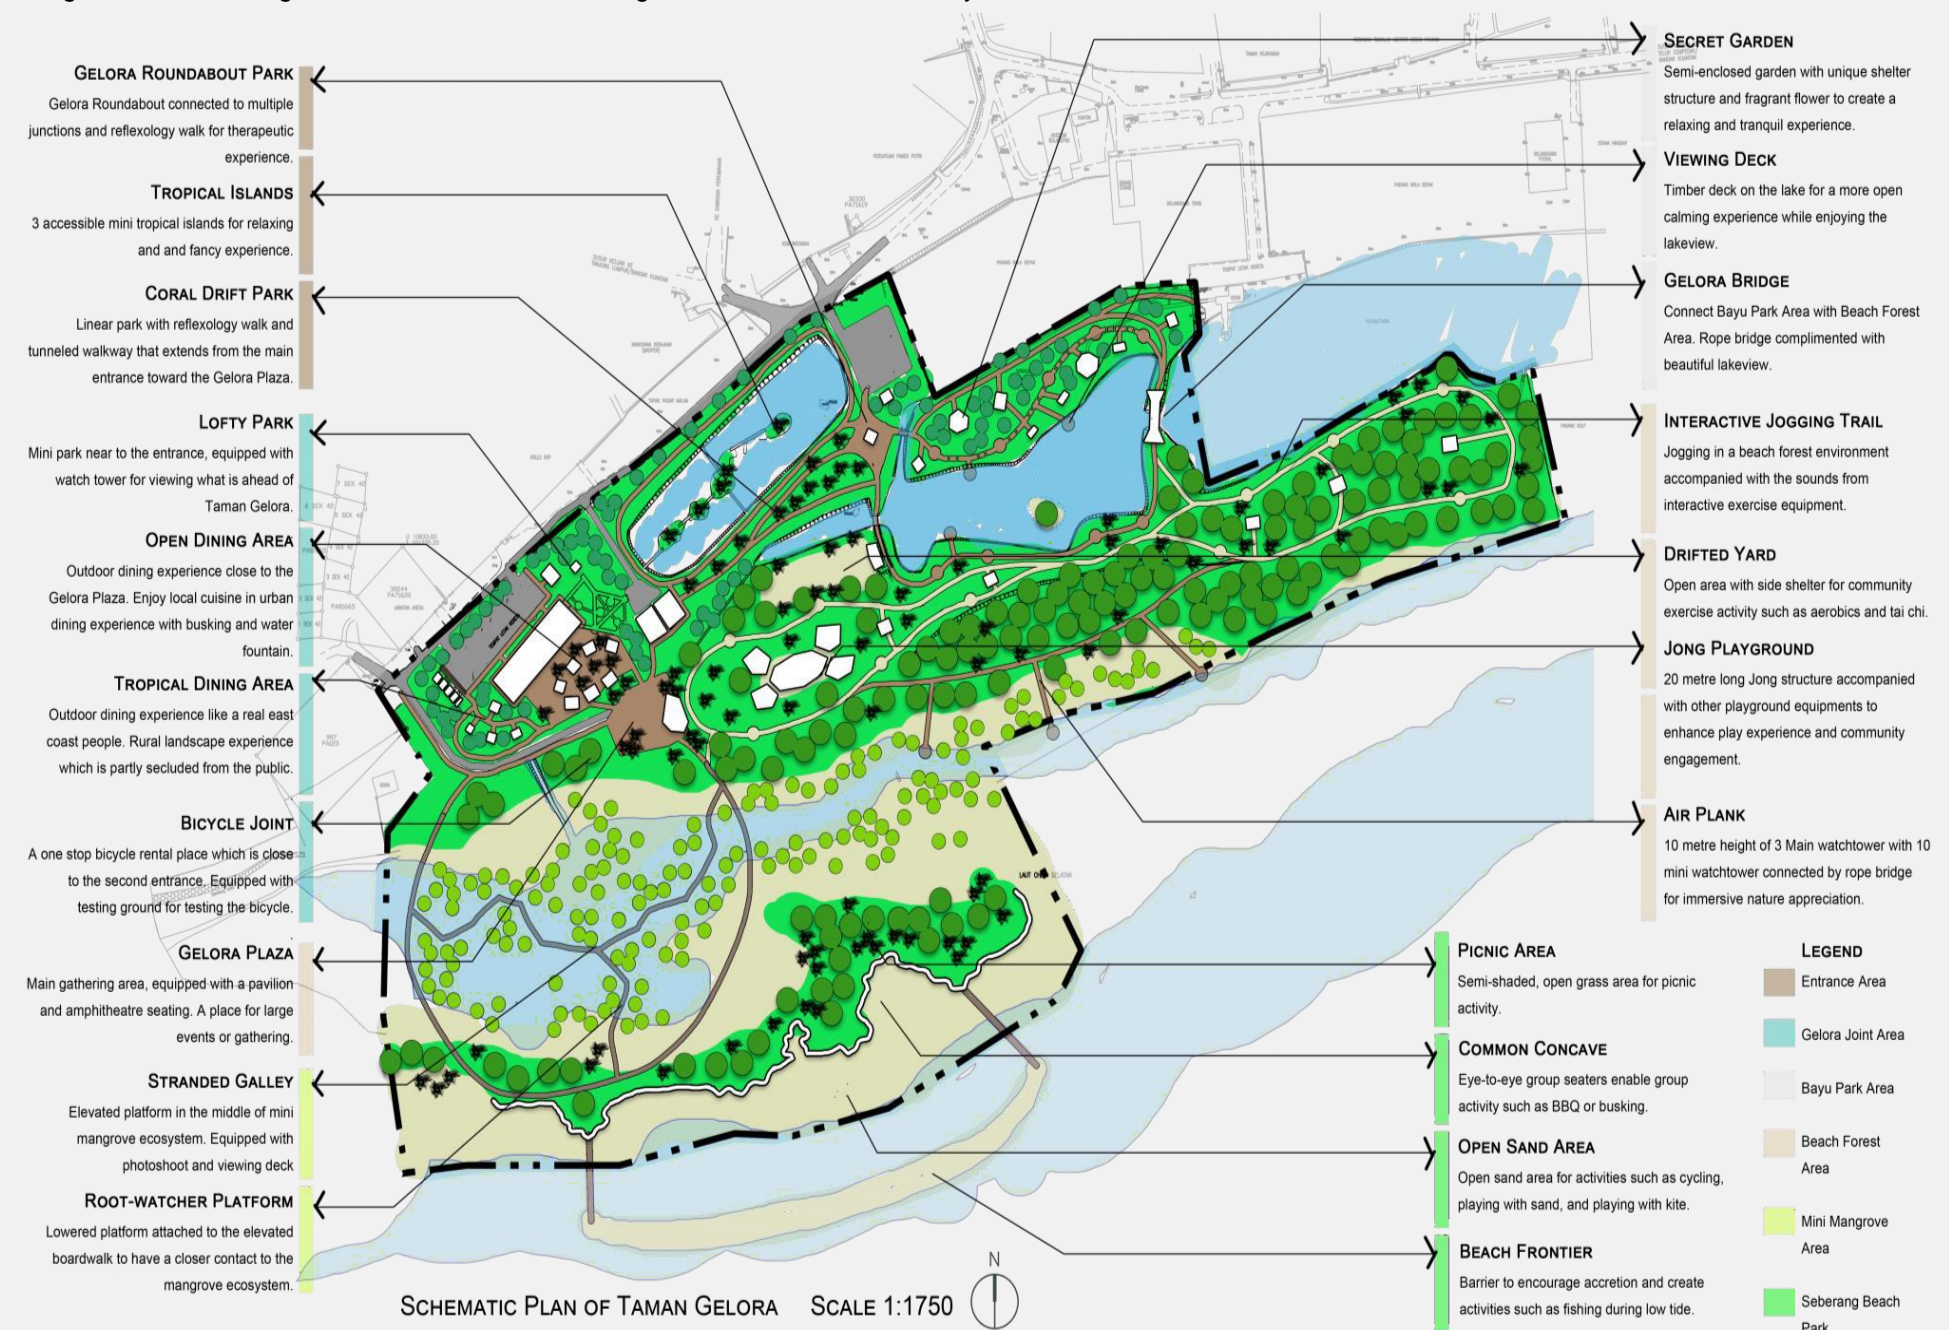 GELORA ROUNDABOUT PARK
Gelora Roundabout connected to multiple
junctions and reflexology walk for therapeutic
experience.
TROPICAL ISLANDS
3 accessible mini tropical islands for relaxing
and and fancy experience.
CORAL DRIFT PARK
Linear park with reflexology walk and
tunneled walkway that extends from the main
entrance toward the Gelora Plaza.
LOFTY PARK
Mini park near to the entrance, equipped with
watch tower for viewing what is ahead of
Taman Gelora.
OPEN DINING AREA
Outdoor dining experience close to the
Gelora Plaza. Enjoy local cuisine in urban
dining experience with busking and water
fountain.
TROPICAL DINING AREA
Outdoor dining experience like a real east
coast people. Rural landscape experience
which is partly secluded from the public.
BICYCLE JOINT
A one stop bicycle rental place which is close
to the second entrance. Equipped with
testing ground for testing the bicycle.
GELORA PLAZA
Main gathering area, equipped with a pavilion
and amphitheatre seating. A place for large
events or gathering.
STRANDED GALLEY
Elevated platform in the middle of mini
mangrove ecosystem. Equipped with
photoshoot and viewing deck
ROOT-WATCHER PLATFORM
Lowered platform attached to the elevated
boardwalk to have a closer contact to the
mangrove ecosystem.
SECRET GARDEN
Semi-enclosed garden with unique shelter
structure and fragrant flower to create a
relaxing and tranquil experience.
VIEWING DECK
Timber deck on the lake for a more open
calming experience while enjoying the
lakeview.
GELORA BRIDGE
Connect Bayu Park Area with Beach Forest
Area. Rope bridge complimented with
beautiful lakeview.
INTERACTIVE JOGGING TRAIL
Jogging in a beach forest environment
accompanied with the sounds from
interactive exercise equipment.
DRIFTED YARD
Open area with side shelter for community
exercise activity such as aerobics and tai chi.
JONG PLAYGROUND
20 metre long Jong structure accompanied
with other playground equipments to
enhance play experience and community
engagement.
AIR PLANK
10 metre height of 3 Main watchtower with 10
mini watchtower connected by rope bridge
for immersive nature appreciation.
PICNIC AREA
Semi-shaded, open grass area for picnic
activity.
COMMON CONCAVE
Eye-to-eye group seaters enable group
activity such as BBQ or busking.
OPEN SAND AREA
Open sand area for activities such as cycling,
playing with sand, and playing with kite.
BEACH FRONTIER
Barrier to encourage accretion and create
activities such as fishing during low tide.
LEGEND
Entrance Area
Gelora Joint Area
Bayu Park Area
Beach Forest
Area
Mini Mangrove
Area
Seberang Beach
Park
SCHEMATIC PLAN OF TAMAN GELORA
SCALE 1:1750
N